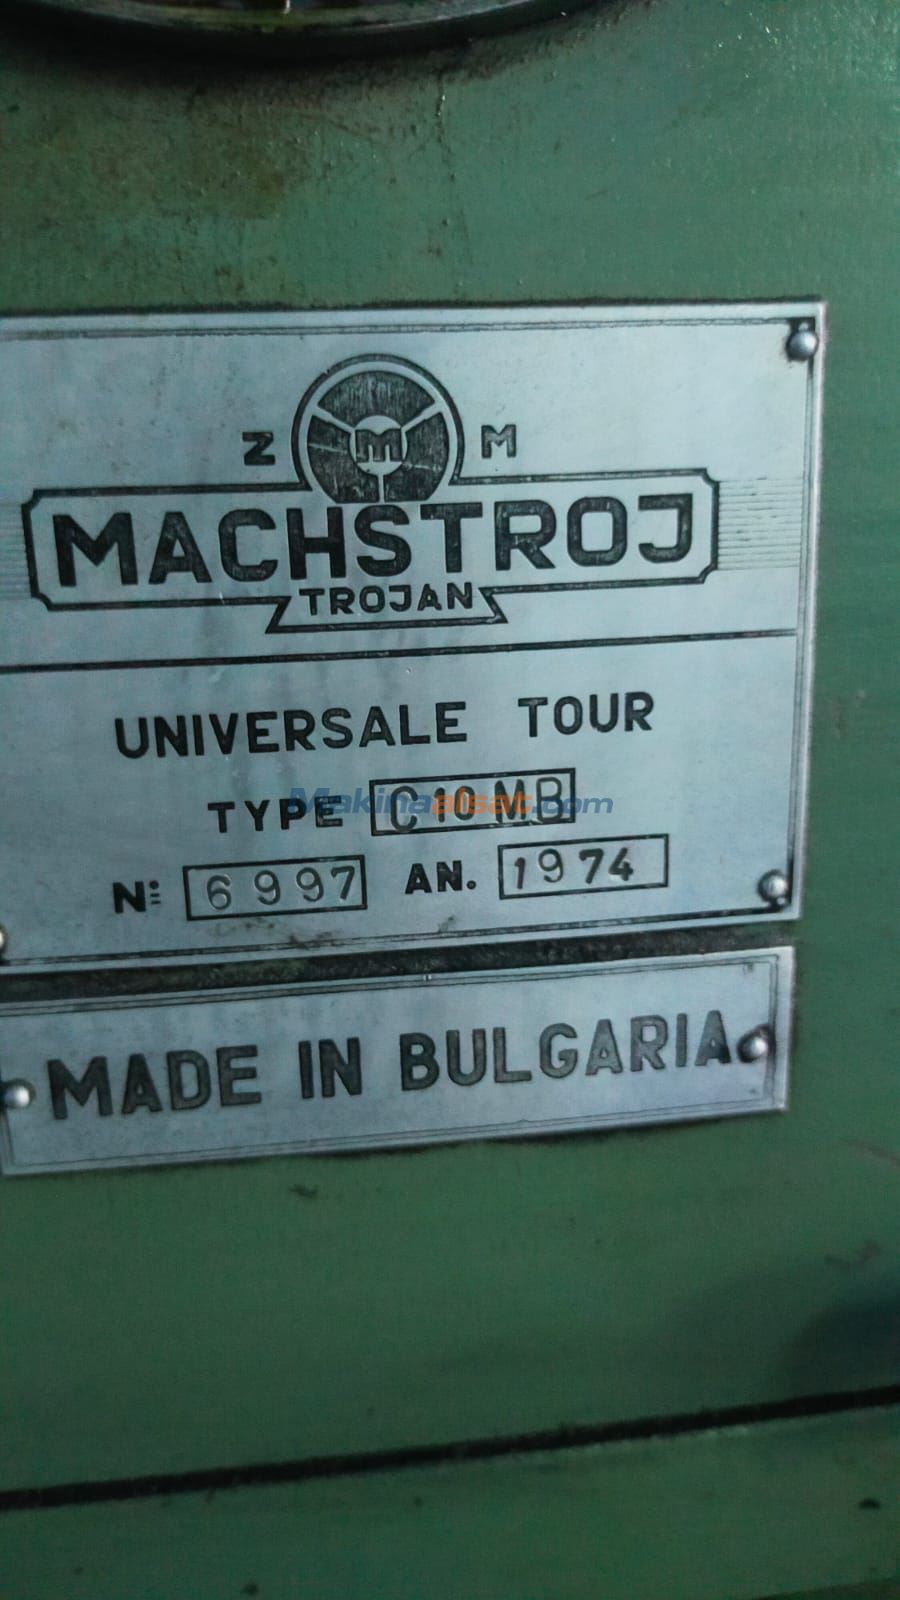 Z M M
MACHSTROJ
TROJAN
UNIVERSALE TOUR
TYPE C10MB
Makinaalsat.com
N: 6997 AN. 1974
MADE IN BULGARIA